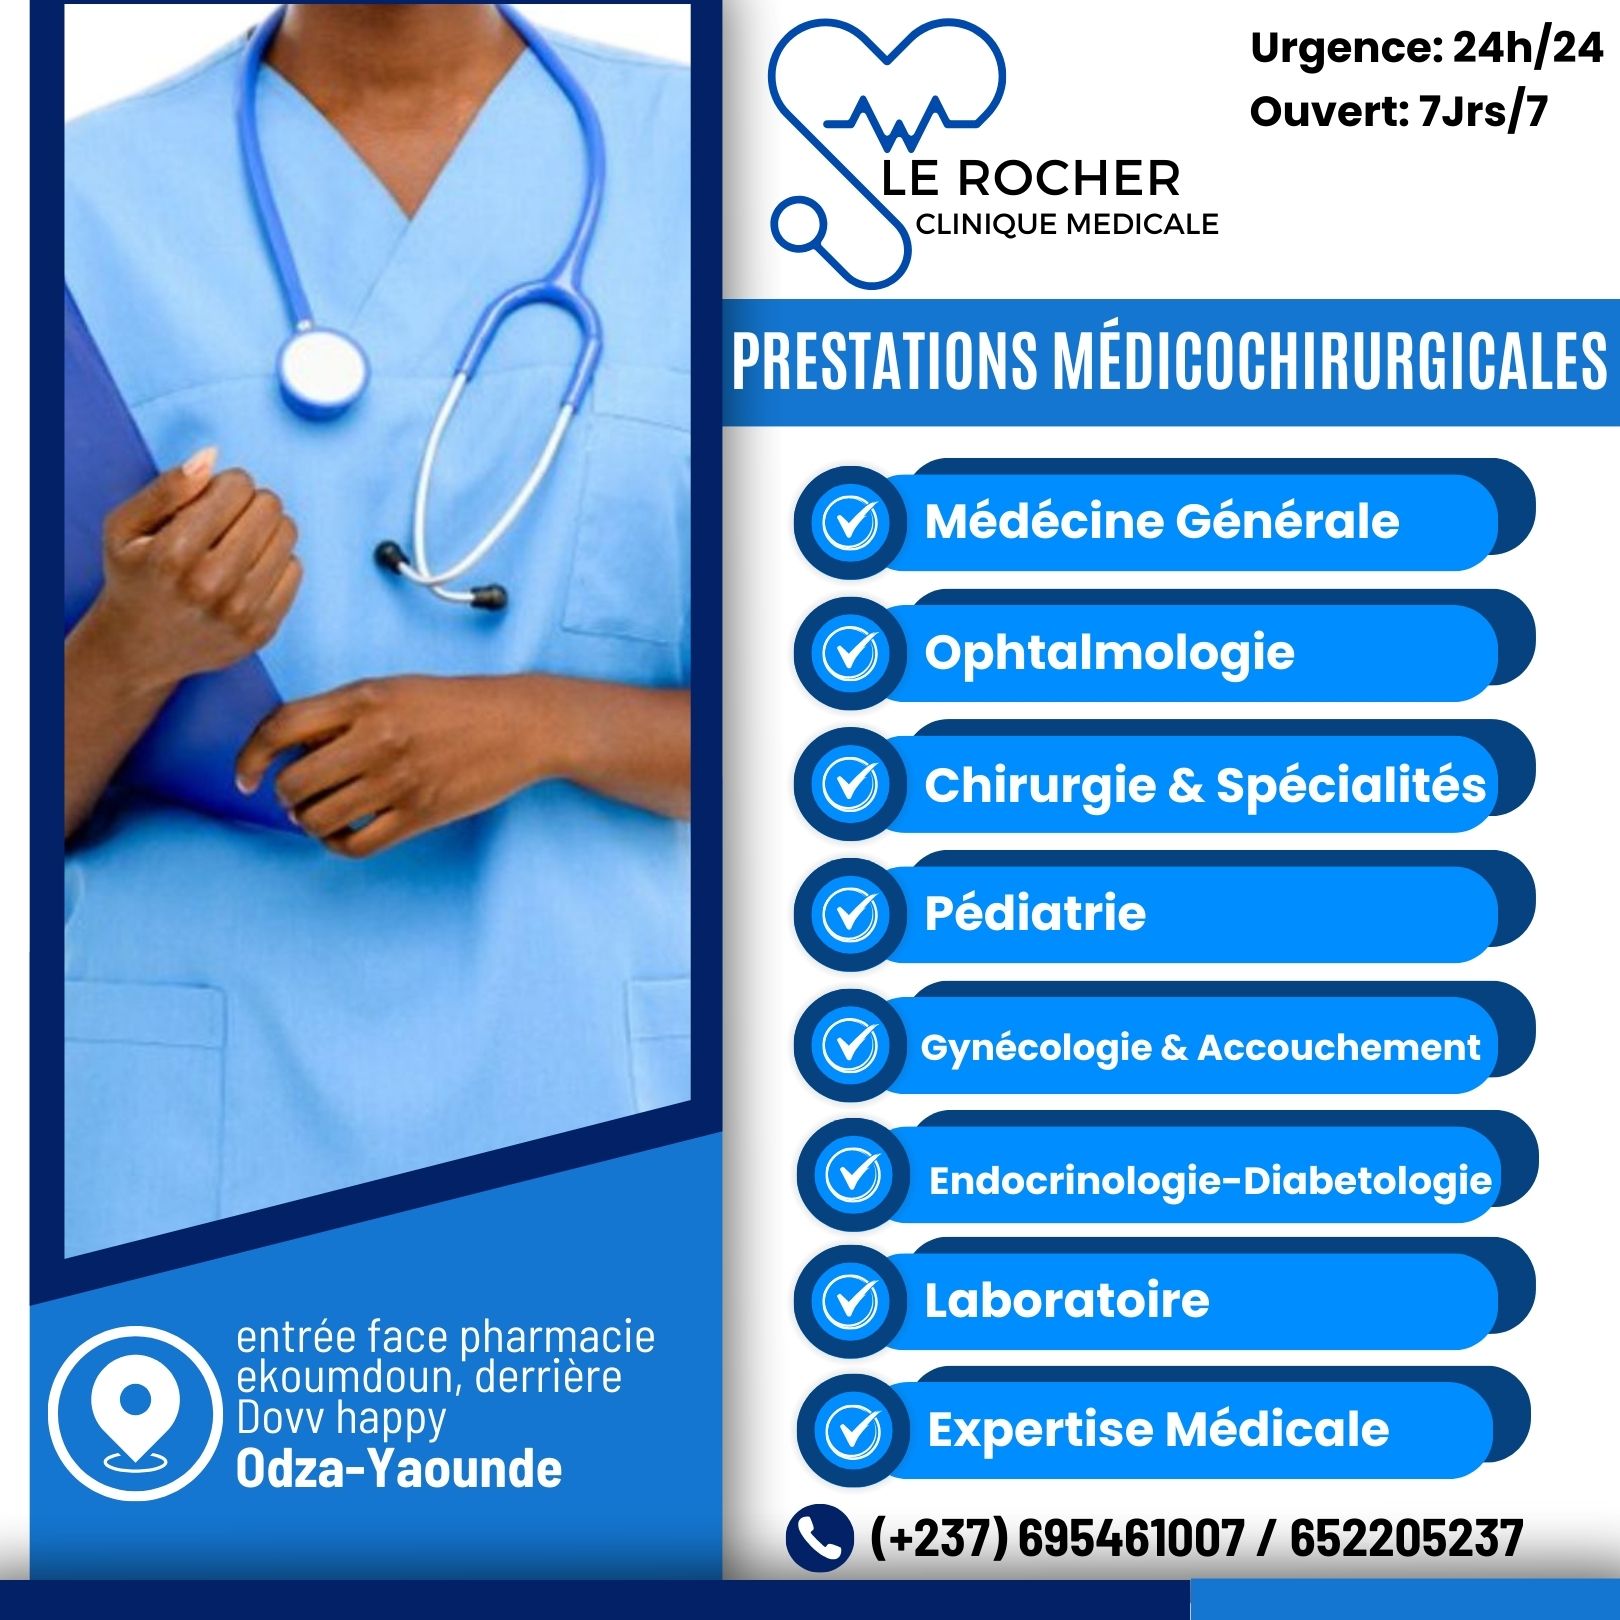 Urgence: 24h/24
Ouvert: 7Jrs/7
LE ROCHER
CLINIQUE MEDICALE
PRESTATIONS MÉDICOCHIRURGICALES
Médécine Générale
Ophtalmologie
Chirurgie & Spécialités
Pédiatrie
Gynécologie & Accouchement
Endocrinologie-Diabetologie
Laboratoire
Expertise Médicale
entrée face pharmacie
ekoumdoun, derrière
Dovv happy
Odza-Yaounde
(+237) 695461007 / 652205237